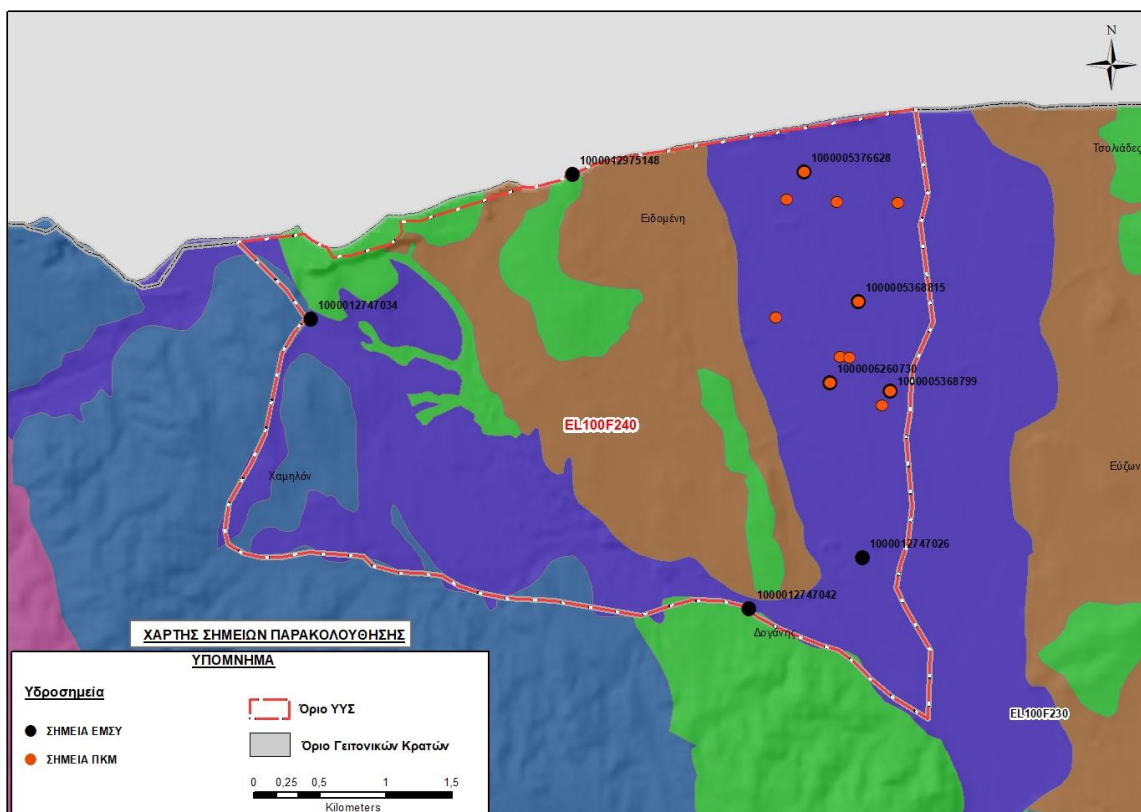 N
Τσολιάδες
1000005376628
1000012975148
Ειδομένη
1000005368815
1000012747034
1000006260730
1000005368799
EL100F240
Εύζων
Χαμηλόν
1000012747026
1000012747042
Δογάνης
ΧΑΡΤΗΣ ΣΗΜΕΙΩΝ ΠΑΡΑΚΟΛΟΥΘΗΣΗΣ
ΥΠΟΜΝΗΜΑ
EL100F230
Υδροσημεία
Όριο ΥΥΣ
ΣΗΜΕΙΑ ΕΜΣΥ
Όριο Γειτονικών Κρατών
ΣΗΜΕΙΑ ΠΚΜ
0 0,25 0,5 1 1,5
Kilometers